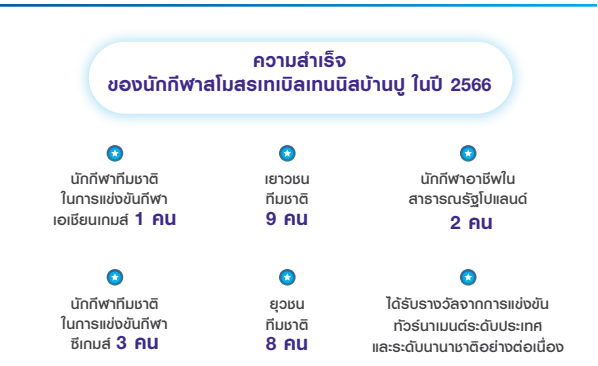 ความสำเร็จ
ของนักกีฬาสโมสรเทเบิลเทนนิสบ้านปู ในปี 2566
นักกีฬาทีมชาติ
ในการแข่งขันกีฬา
เอเชียนเกมส์ 1 คน
เยาวชน
ทีมชาติ
9 คน
นักกีฬาอาชีพใน
สาธารณรัฐโปแลนด์
2 คน
นักกีฬาทีมชาติ
ในการแข่งขันกีฬา
ซีเกมส์ 3 คน
ยุวชน
ทีมชาติ
8 คน
ได้รับรางวัลจากการแข่งขัน
ทัวร์นาเมนต์ระดับประเทศ
และระดับนานาชาติอย่างต่อเนื่อง